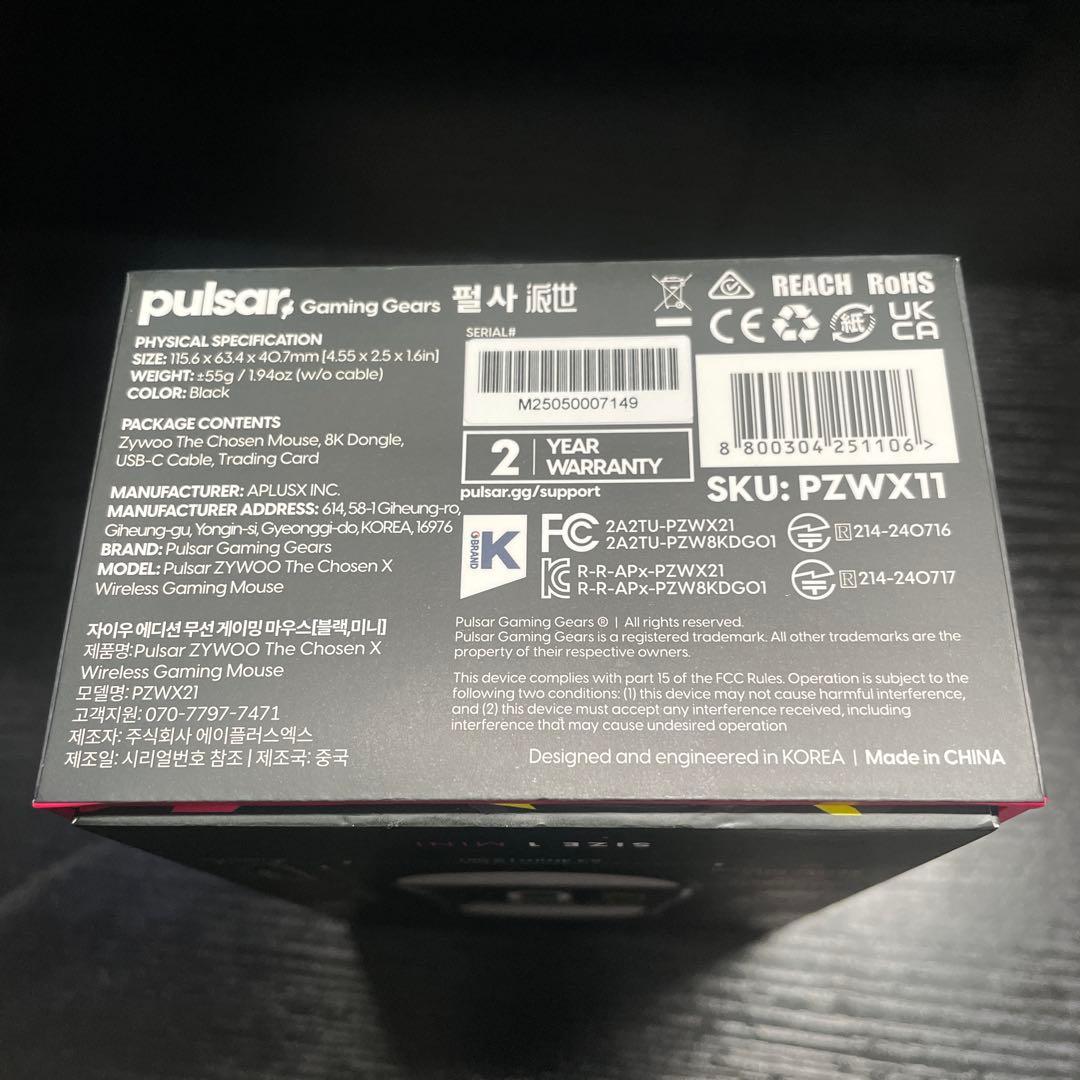 pulsar Gaming Gears 펄사 派世
PHYSICAL SPECIFICATION
SIZE: 115.6 x 63.4 x 40.7mm [4.55 x 2.5 x 1.6in]
WEIGHT: ±55g / 1.94oz (w/o cable)
COLOR: Black
PACKAGE CONTENTS
Zywoo The Chosen Mouse, 8K Dongle,
USB-C Cable, Trading Card
MANUFACTURER: APLUSX INC.
MANUFACTURER ADDRESS: 614, 58-1 Giheung-ro,
Giheung-gu, Yongin-si, Gyeonggi-do, KOREA, 16976
BRAND: Pulsar Gaming Gears
MODEL: Pulsar ZYWOO The Chosen X
Wireless Gaming Mouse
자이우 에디션 무선 게이밍 마우스[블랙,미니]
제품명:Pulsar ZYWOO The Chosen X
Wireless Gaming Mouse
모델명: PZWX21
고객지원: 070-7797-7471
제조자: 주식회사 에이플러스엑스
제조일: 시리얼번호 참조 | 제조국: 중국
SERIAL#
M25050007149
2 YEAR
WARRANTY
pulsar.gg/support
REACH RoHS
CE 紙 UK
CA
8 800304 251106 >
SKU: PZWX11
BRAND K
FC 2A2TU-PZWX21
2A2TU-PZW8KDG01
R 214-240716
KC R-R-APx-PZWX21
R-R-APx-PZW8KDG01
R 214-240717
Pulsar Gaming Gears ® | All rights reserved.
Pulsar Gaming Gears is a registered trademark. All other trademarks are the
property of their respective owners.
This device complies with part 15 of the FCC Rules. Operation is subject to the
following two conditions: (1) this device may not cause harmful interference,
and (2) this device must accept any interference received, including
interference that may cause undesired operation
Designed and engineered in KOREA | Made in CHINA
SIZE 1 MINI